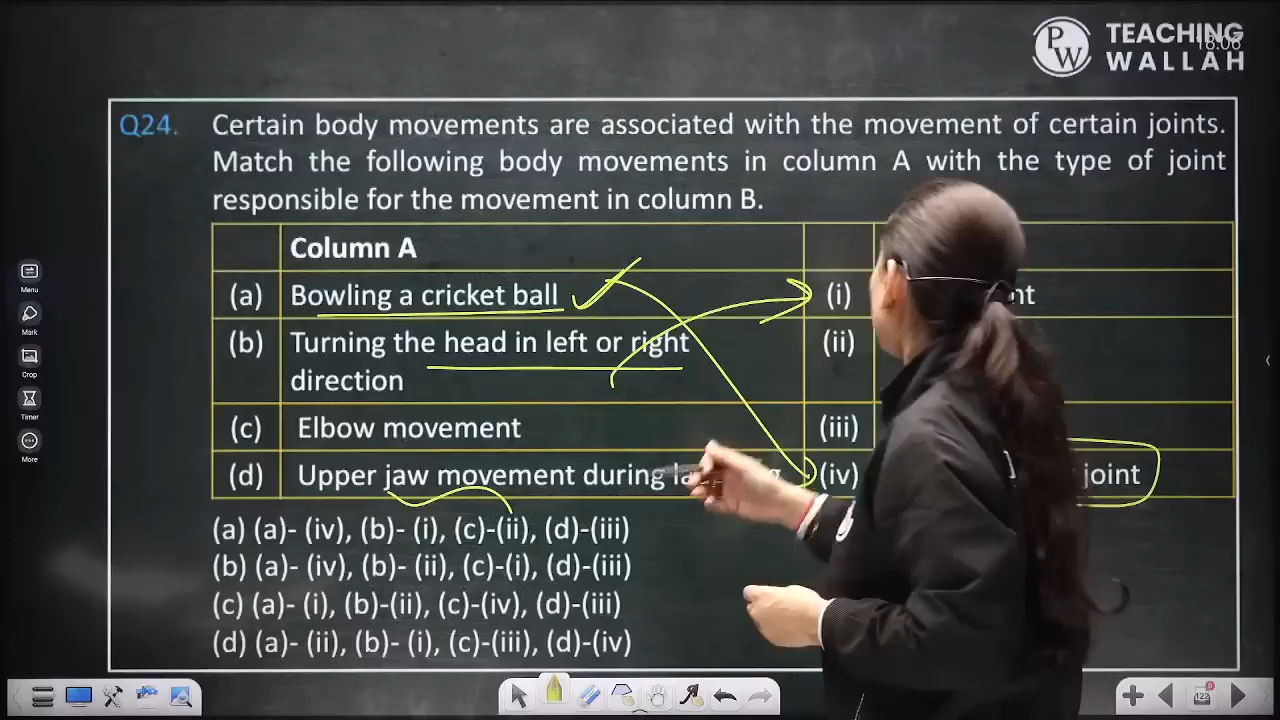 PW
TEACHING
WALLAH
Q24. Certain body movements are associated with the movement of certain joints.
Match the following body movements in column A with the type of joint
responsible for the movement in column B.
Column A
(a) Bowling a cricket ball (i)
(b) Turning the head in left or right (ii)
direction
(c) Elbow movement (iii)
(d) Upper jaw movement during (iv) joint
(a) (a)- (iv), (b)- (i), (c)-(ii), (d)-(iii)
(b) (a)- (iv), (b)- (ii), (c)-(i), (d)-(iii)
(c) (a)- (i), (b)-(ii), (c)-(iv), (d)-(iii)
(d) (a)- (ii), (b)- (i), (c)-(iii), (d)-(iv)
Menu
Mark
Crop
Timer
More